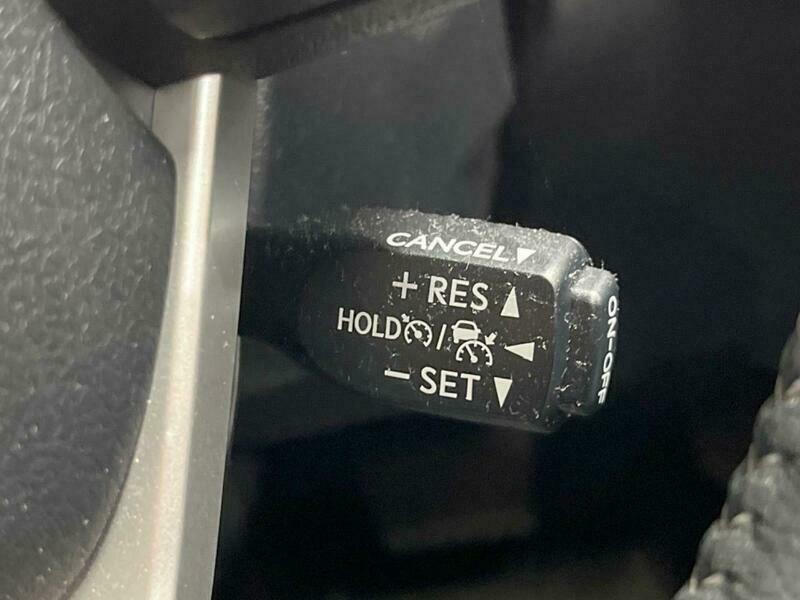 CANCEL▼
+ RES ▲
HOLD / ◄
− SET ▼
ON-OFF